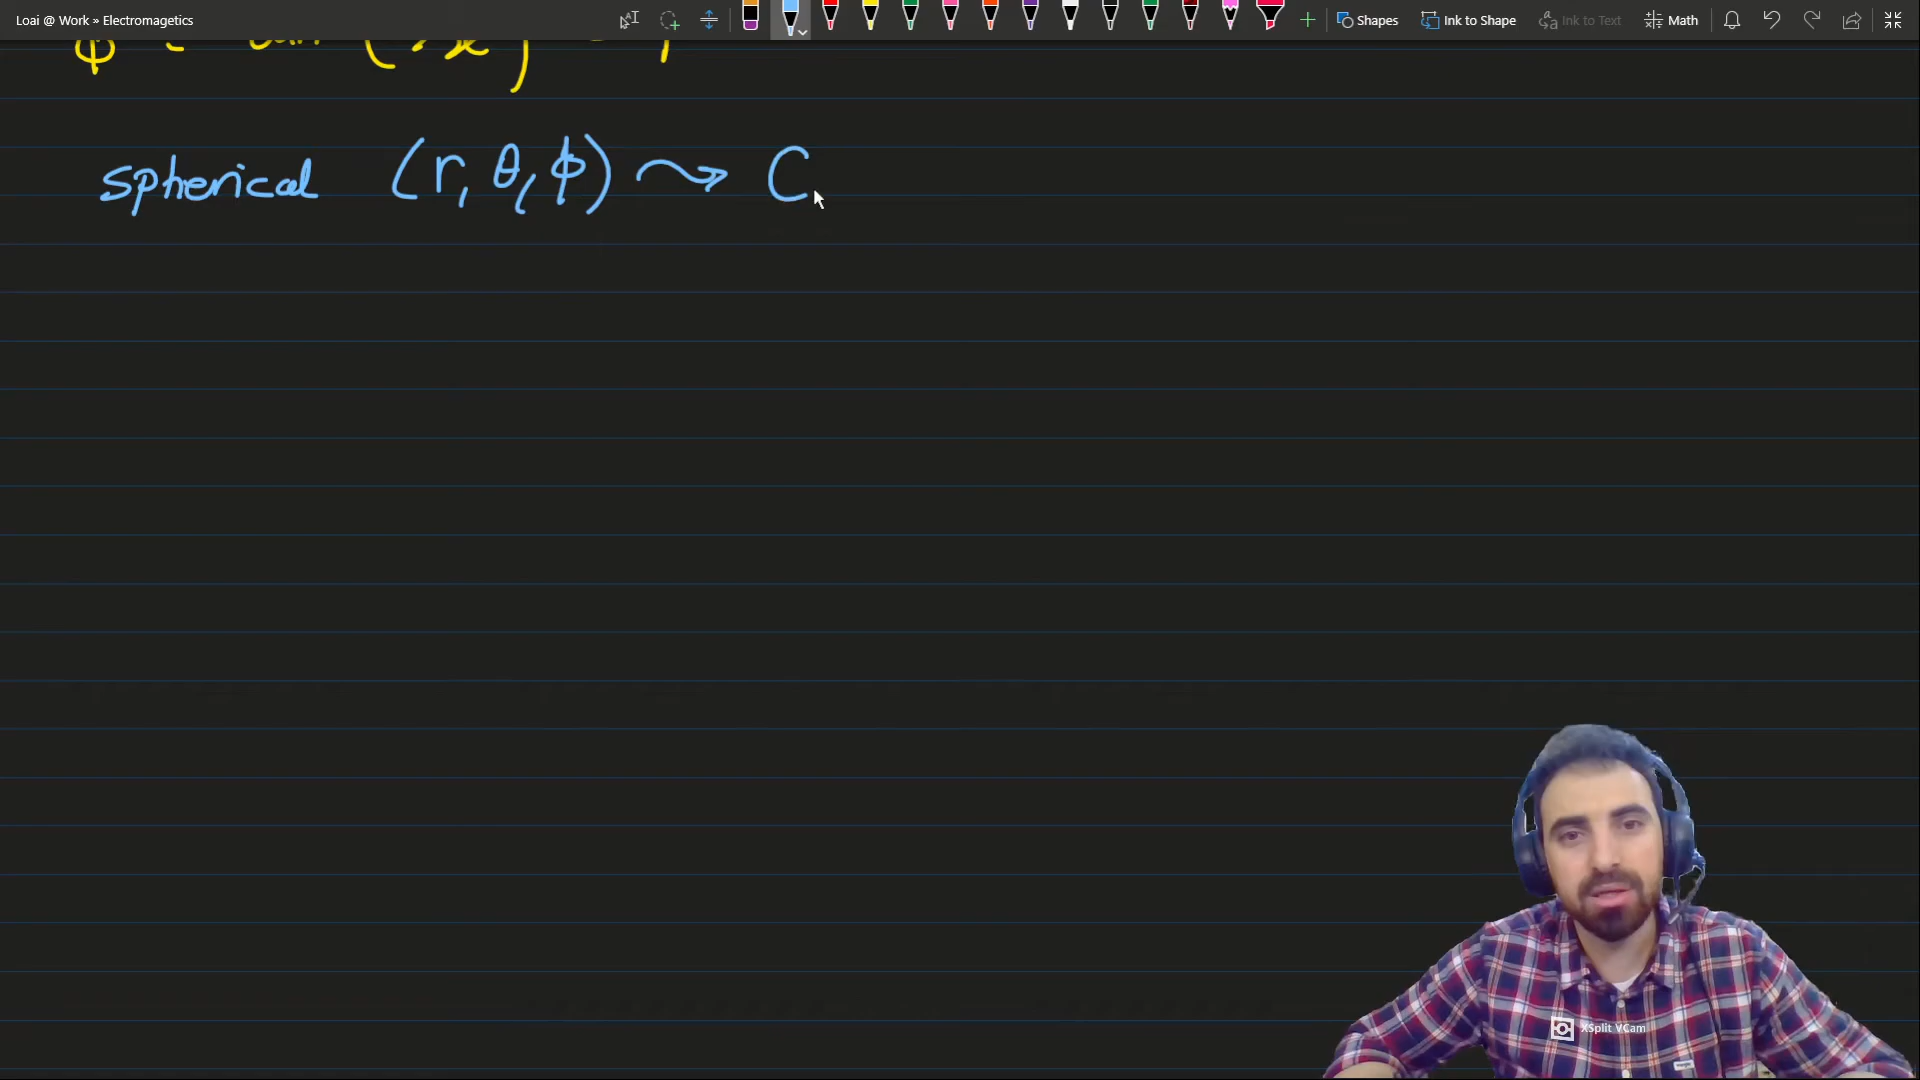 Loai @ Work » Electromagetics
Shapes Ink to Shape Ink to Text Math
spherical (r, θ, φ) ⤳ C
XSplit VCam